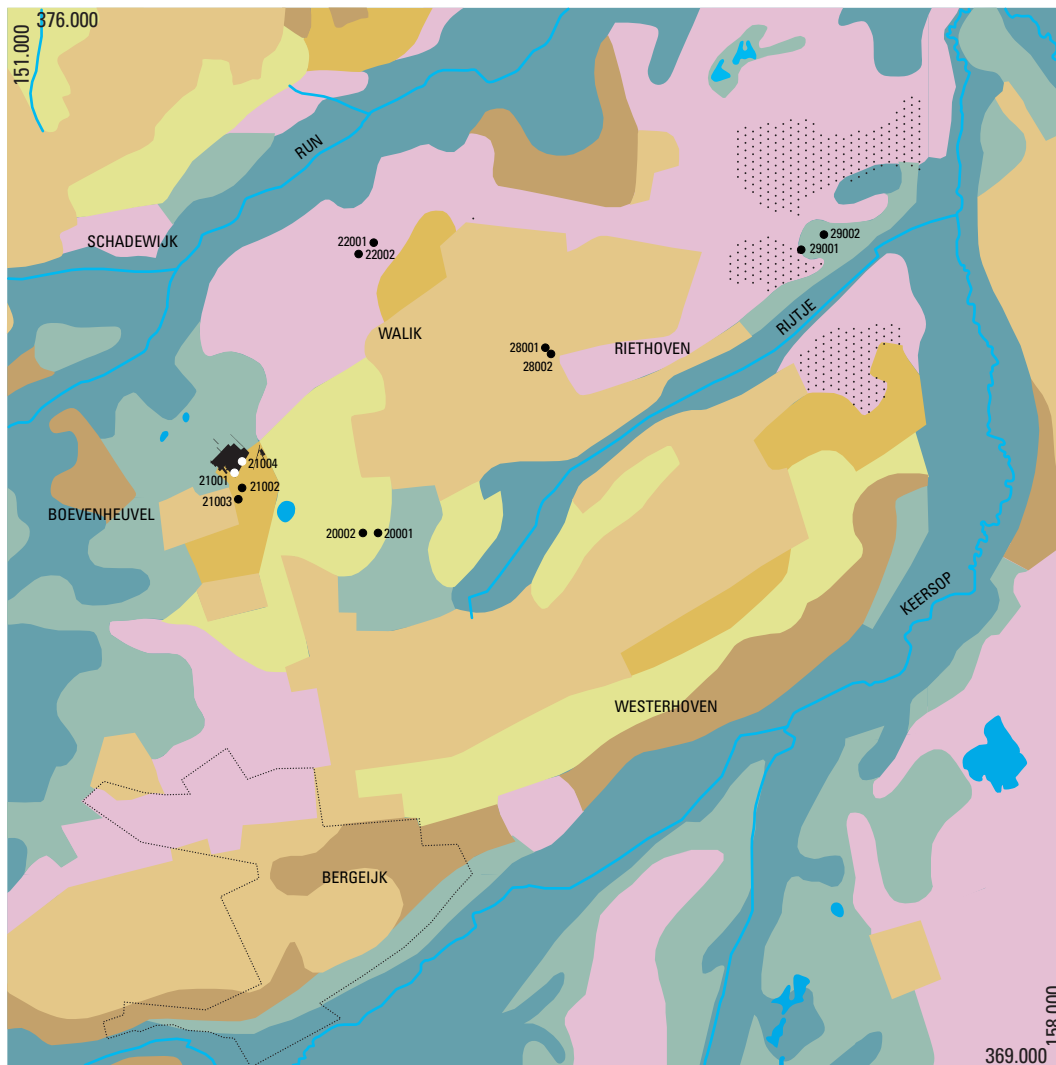 376.000
151.000
RUN
SCHADEWIJK
22001
22002
29002
29001
WALIK
RIJTJE
28001
28002
RIETHOVEN
21004
21001
21002
21003
BOEVENHEUVEL
20002
20001
KEERSOP
WESTERHOVEN
BERGEIJK
158.000
369.000